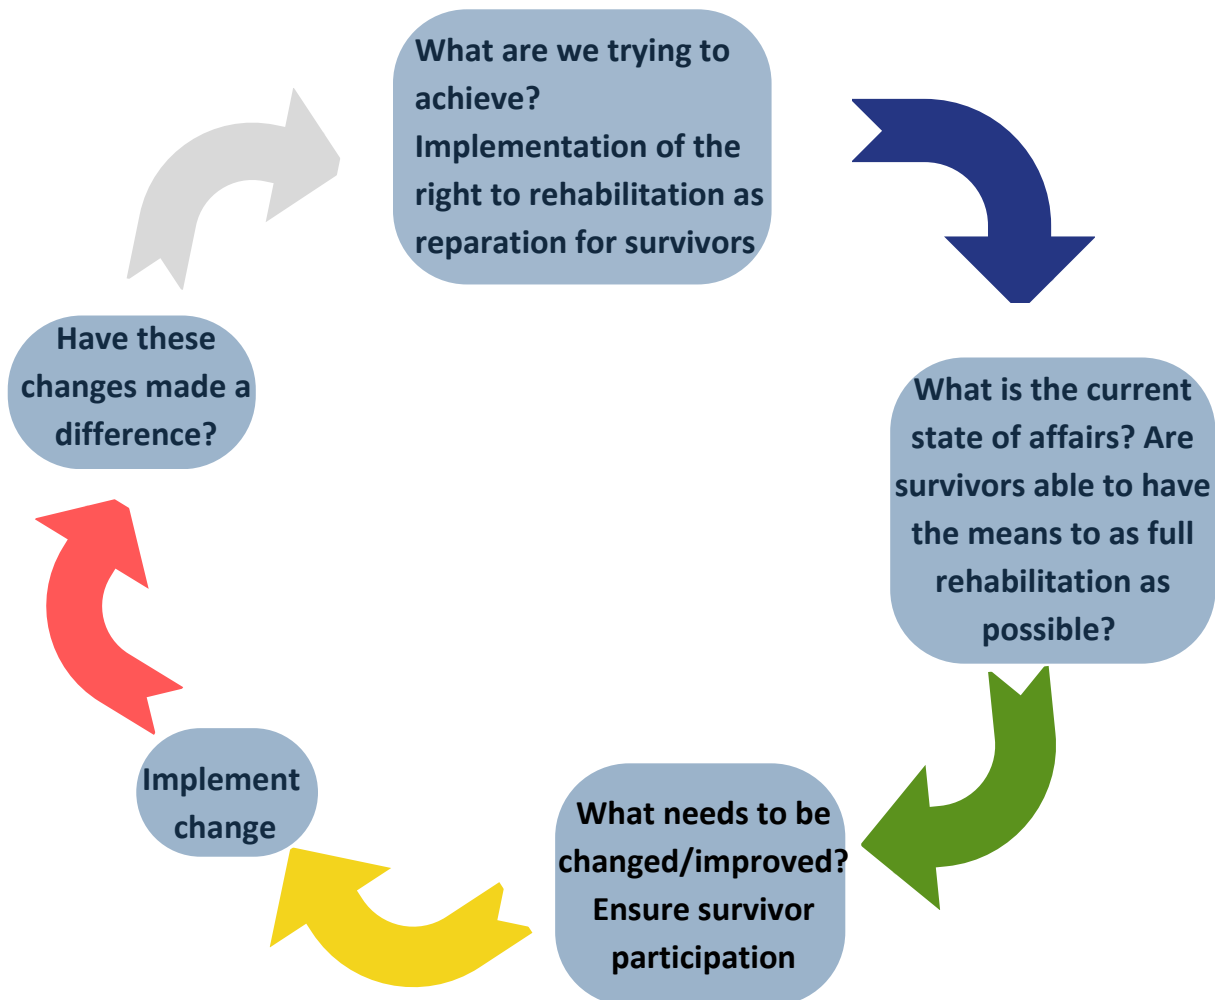 What are we trying to
achieve?
Implementation of the
right to rehabilitation as
reparation for survivors
What is the current
state of affairs? Are
survivors able to have
the means to as full
rehabilitation as
possible?
What needs to be
changed/improved?
Ensure survivor
participation
Implement
change
Have these
changes made a
difference?